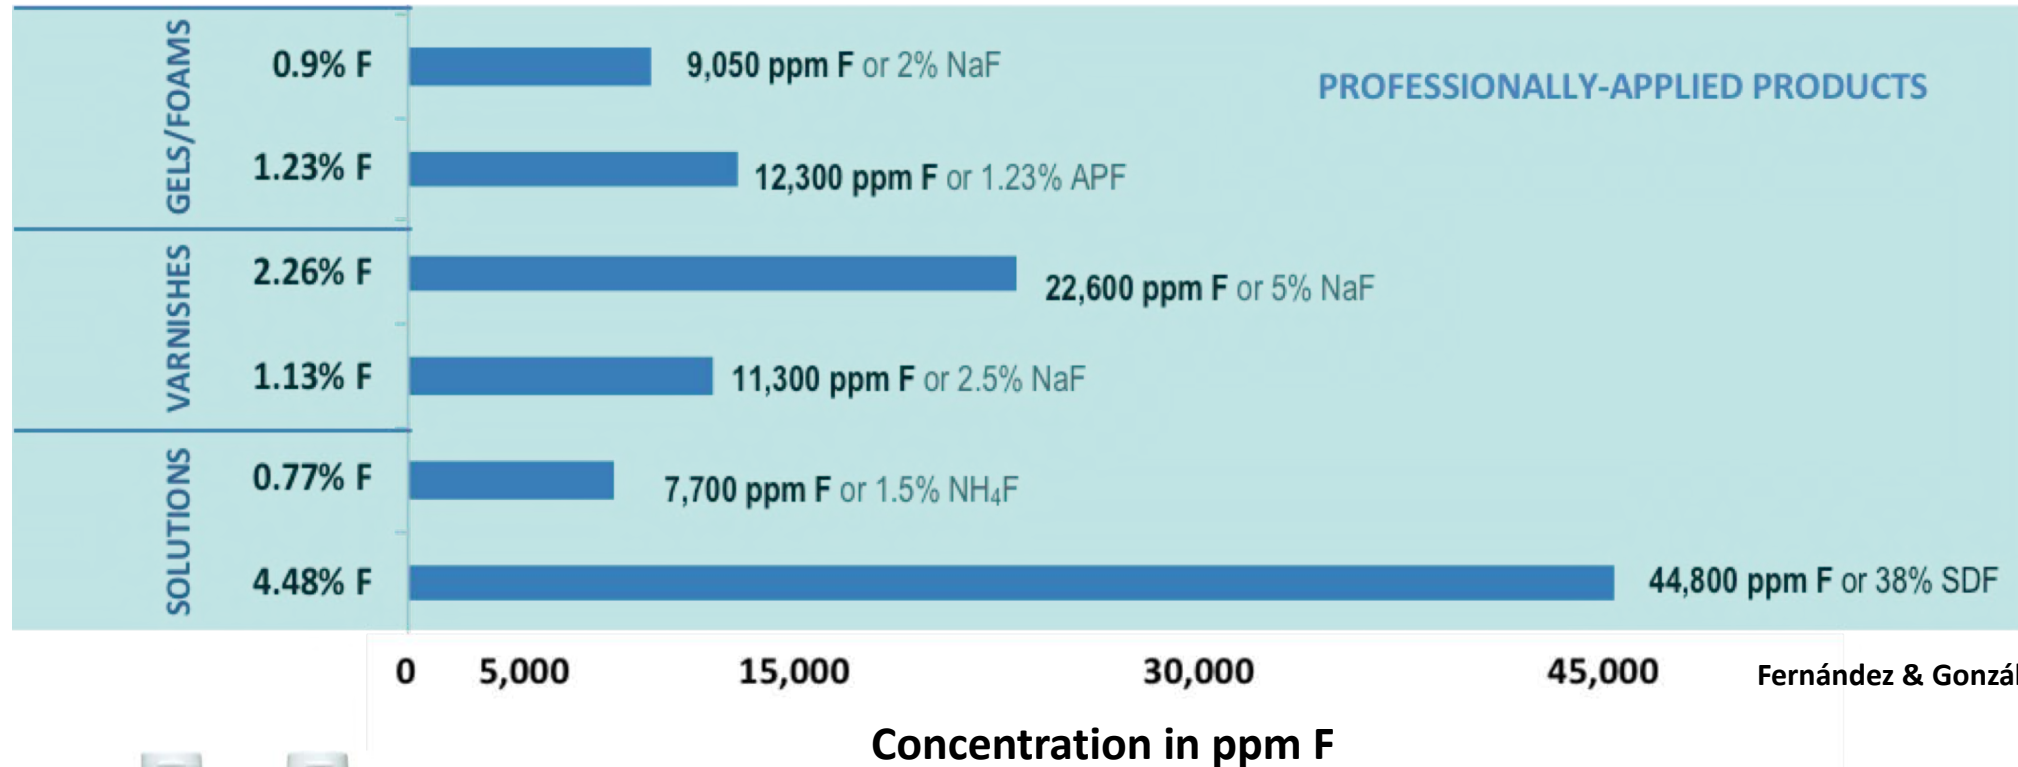 PROFESSIONALLY-APPLIED PRODUCTS
GELS/FOAMS
0.9% F 9,050 ppm F or 2% NaF
1.23% F 12,300 ppm F or 1.23% APF
VARNISHES
2.26% F 22,600 ppm F or 5% NaF
1.13% F 11,300 ppm F or 2.5% NaF
SOLUTIONS
0.77% F 7,700 ppm F or 1.5% NH₄F
4.48% F 44,800 ppm F or 38% SDF
0 5,000 15,000 30,000 45,000
Fernández &
Concentration in ppm F